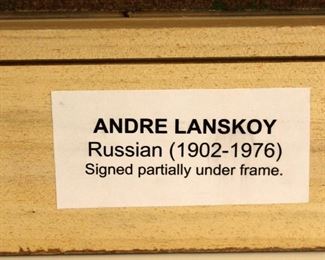 ANDRE LANSKOY
Russian (1902-1976)
Signed partially under frame.